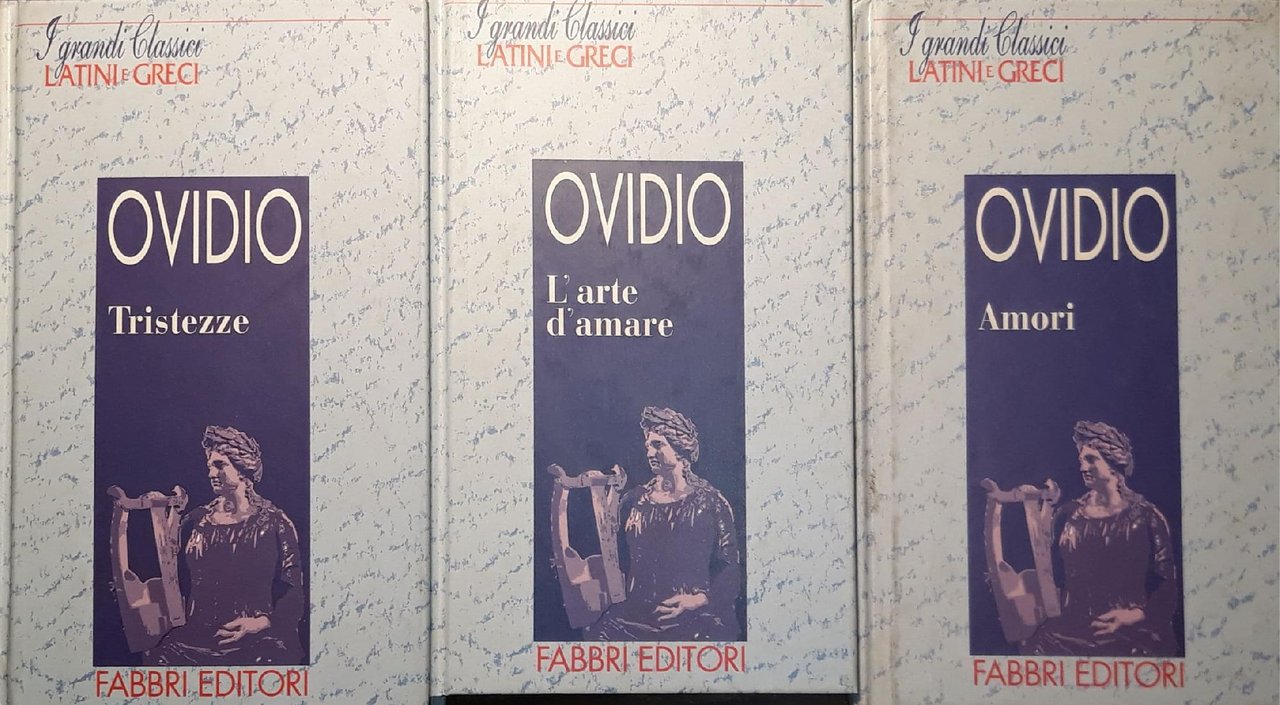 I grandi Classici
LATINI E GRECI
OVIDIO
Tristezze
FABBRI EDITORI
I grandi Classici
LATINI E GRECI
OVIDIO
L'arte
d'amare
FABBRI EDITORI
I grandi Classici
LATINI E GRECI
OVIDIO
Amori
FABBRI EDITORI